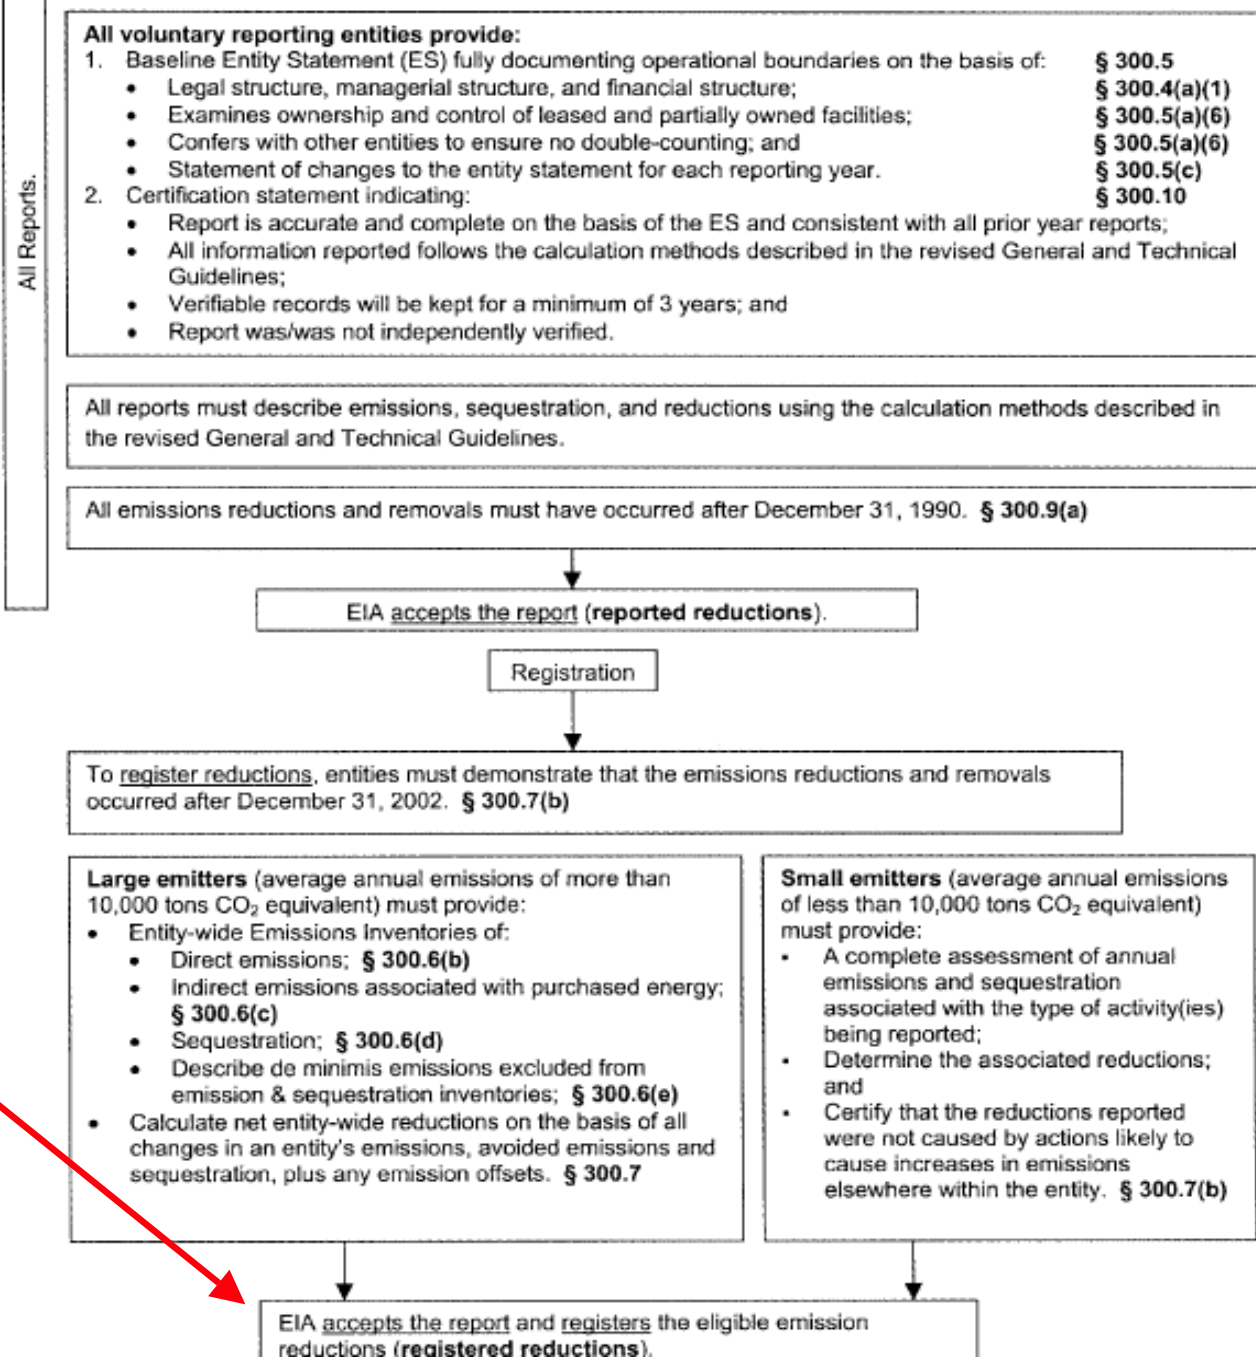 All Reports.
All voluntary reporting entities provide:
1. Baseline Entity Statement (ES) fully documenting operational boundaries on the basis of: § 300.5
• Legal structure, managerial structure, and financial structure; § 300.4(a)(1)
• Examines ownership and control of leased and partially owned facilities; § 300.5(a)(6)
• Confers with other entities to ensure no double-counting; and § 300.5(a)(6)
• Statement of changes to the entity statement for each reporting year. § 300.5(c)
2. Certification statement indicating: § 300.10
• Report is accurate and complete on the basis of the ES and consistent with all prior year reports;
• All information reported follows the calculation methods described in the revised General and Technical
Guidelines;
• Verifiable records will be kept for a minimum of 3 years; and
• Report was/was not independently verified.
All reports must describe emissions, sequestration, and reductions using the calculation methods described in
the revised General and Technical Guidelines.
All emissions reductions and removals must have occurred after December 31, 1990. § 300.9(a)
EIA accepts the report (reported reductions).
Registration
To register reductions, entities must demonstrate that the emissions reductions and removals
occurred after December 31, 2002. § 300.7(b)
Large emitters (average annual emissions of more than
10,000 tons CO₂ equivalent) must provide:
• Entity-wide Emissions Inventories of:
• Direct emissions; § 300.6(b)
• Indirect emissions associated with purchased energy;
§ 300.6(c)
• Sequestration; § 300.6(d)
• Describe de minimis emissions excluded from
emission & sequestration inventories; § 300.6(e)
• Calculate net entity-wide reductions on the basis of all
changes in an entity's emissions, avoided emissions and
sequestration, plus any emission offsets. § 300.7
Small emitters (average annual emissions
of less than 10,000 tons CO₂ equivalent)
must provide:
• A complete assessment of annual
emissions and sequestration
associated with the type of activity(ies)
being reported;
• Determine the associated reductions;
and
• Certify that the reductions reported
were not caused by actions likely to
cause increases in emissions
elsewhere within the entity. § 300.7(b)
EIA accepts the report and registers the eligible emission
reductions (registered reductions).